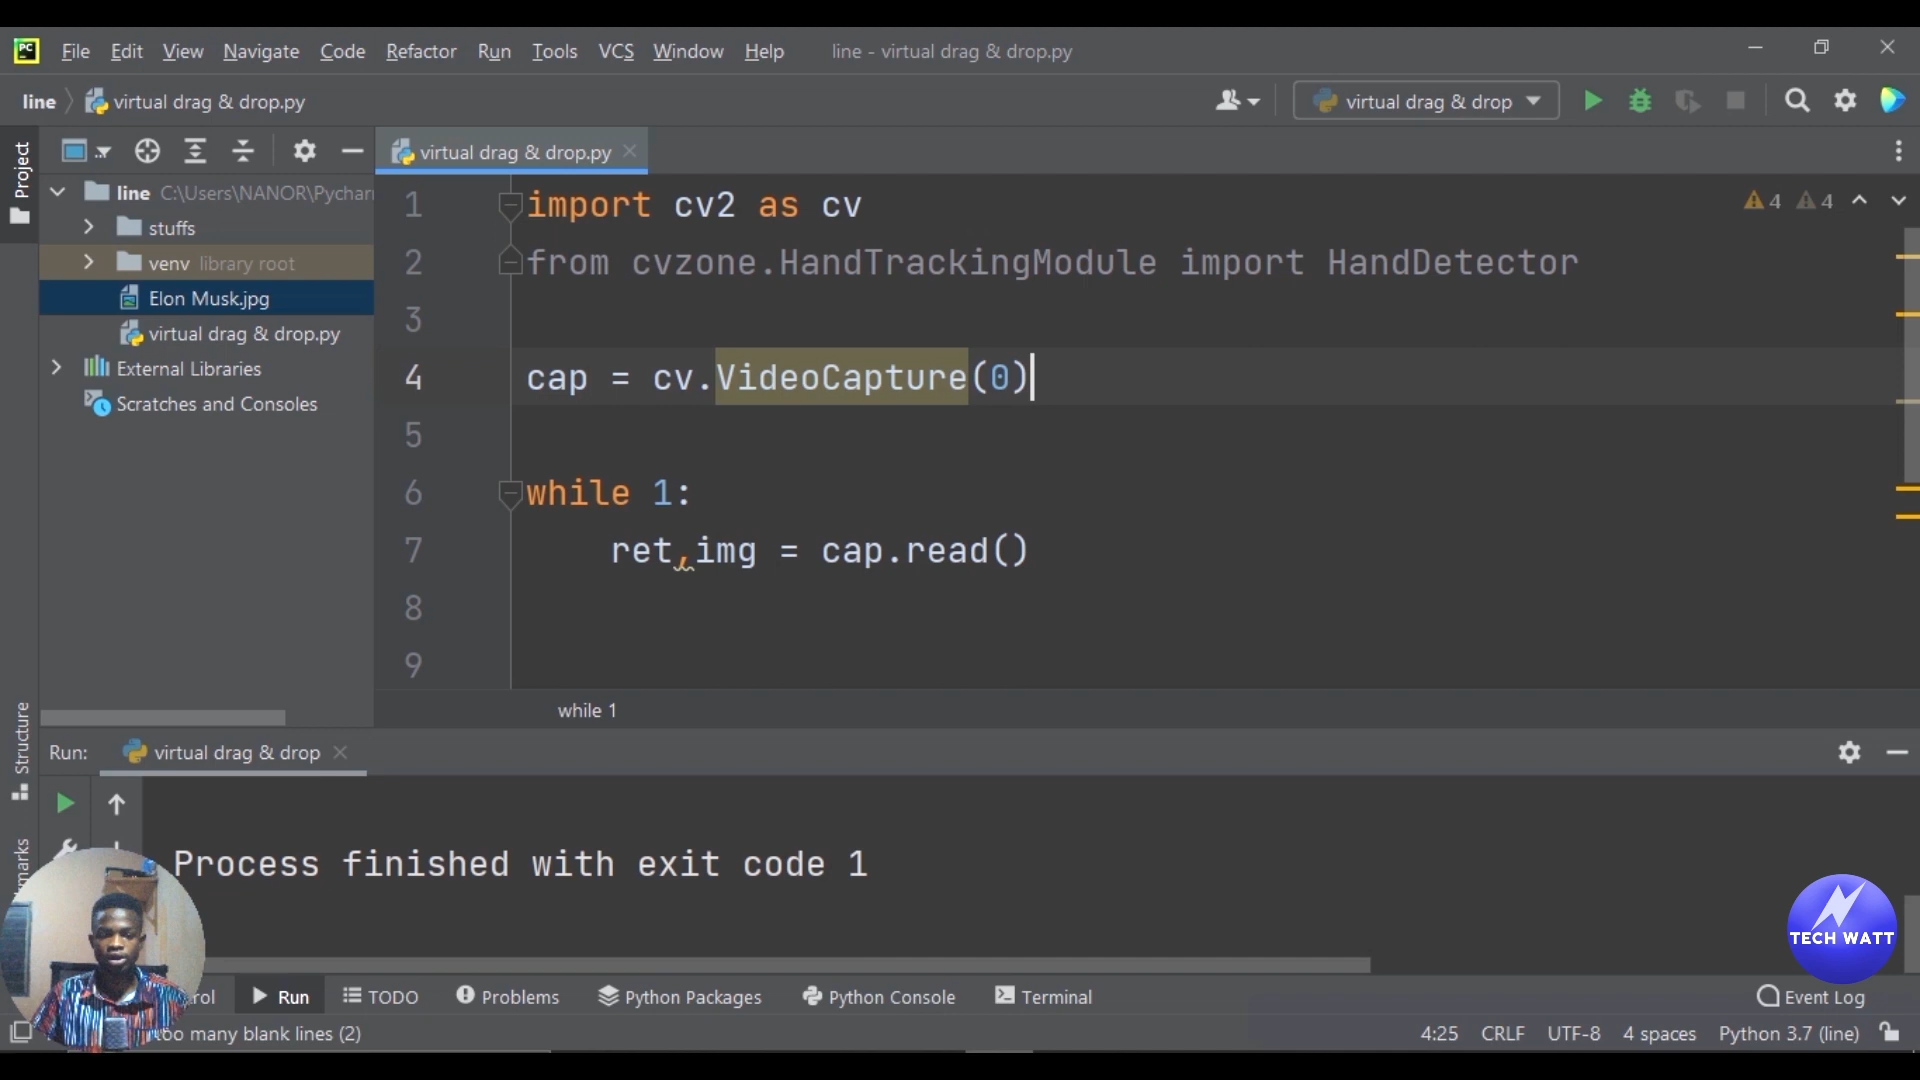 PC File Edit View Navigate Code Refactor Run Tools VCS Window Help line - virtual drag & drop.py
line virtual drag & drop.py virtual drag & drop
Project
virtual drag & drop.py
line C:\Users\NANOR\Pychar
stuffs
venv library root
Elon Musk.jpg
virtual drag & drop.py
External Libraries
Scratches and Consoles
4 4
1 import cv2 as cv
2 from cvzone.HandTrackingModule import HandDetector
3
4 cap = cv.VideoCapture(0)
5
6 while 1:
7 ret,img = cap.read()
8
9
while 1
Structure
Run: virtual drag & drop
Process finished with exit code 1
TECH WATT
Run TODO Problems Python Packages Python Console Terminal Event Log
too many blank lines (2) 4:25 CRLF UTF-8 4 spaces Python 3.7 (line)